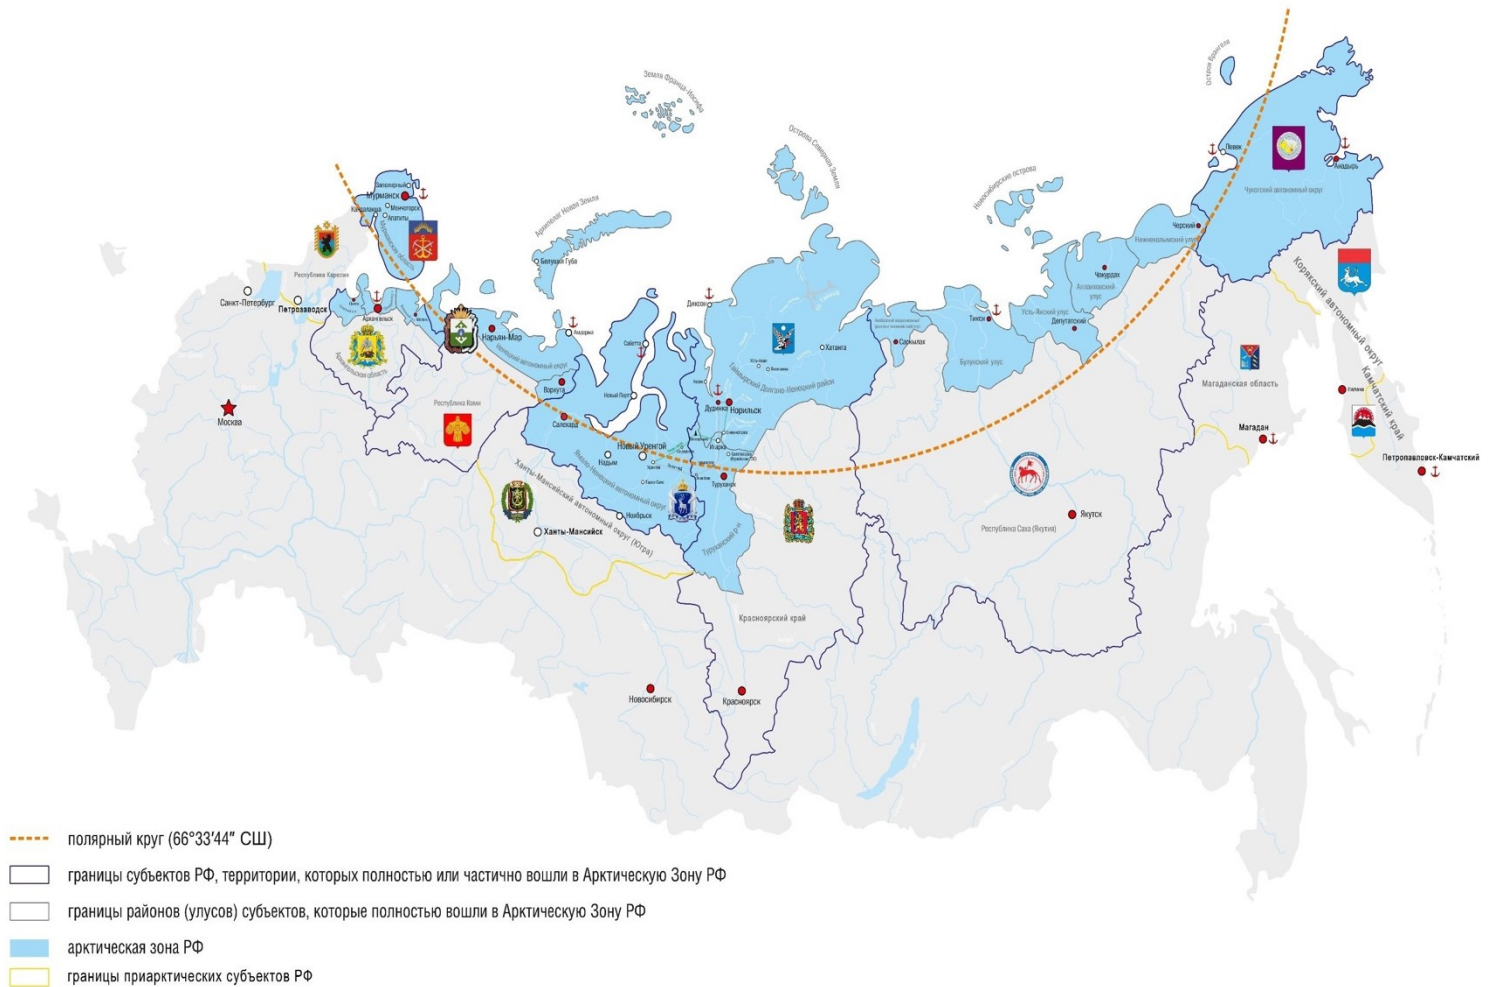 Земля Франца-Иосифа
Острова Северная Земля
Новосибирские острова
Остров Врангеля
Архипелаг Новая Земля
Певек
Анадырь
Чукотский автономный округ
Заполярный
Мурманск
Мончегорск
Кандалакша
Апатиты
Мурманская область
Белушья Губа
Черский
Нижнеколымский улус
Чокурдах
Аллаиховский
улус
Корякский автономный округ
Республика Карелия
Санкт-Петербург
Петрозаводск
Архангельск
Нарьян-Мар
Амдерма
Диксон
Хатанга
Тикси
Усть-Янский улус
Депутатский
Саскылах
Булунский улус
Сабетта
Ненецкий автономный округ
Таймырский Долгано-Ненецкий район
Архангельская область
Воркута
Новый Порт
Дудинка
Норильск
Республика Коми
Салехард
Игарка
Москва
Магаданская область
Магадан
Палана
Камчатский край
Петропавловск-Камчатский
Новый Уренгой
Надым
Ямало-Ненецкий автономный округ
Туруханск
Ноябрьск
Ханты-Мансийский автономный округ (Югра)
Ханты-Мансийск
Туруханский р-н
Якутск
Республика Саха (Якутия)
Красноярский край
Новосибирск
Красноярск
полярный круг (66°33′44″ СШ)
границы субъектов РФ, территории, которых полностью или частично вошли в Арктическую Зону РФ
границы районов (улусов) субъектов, которые полностью вошли в Арктическую Зону РФ
арктическая зона РФ
границы приарктических субъектов РФ